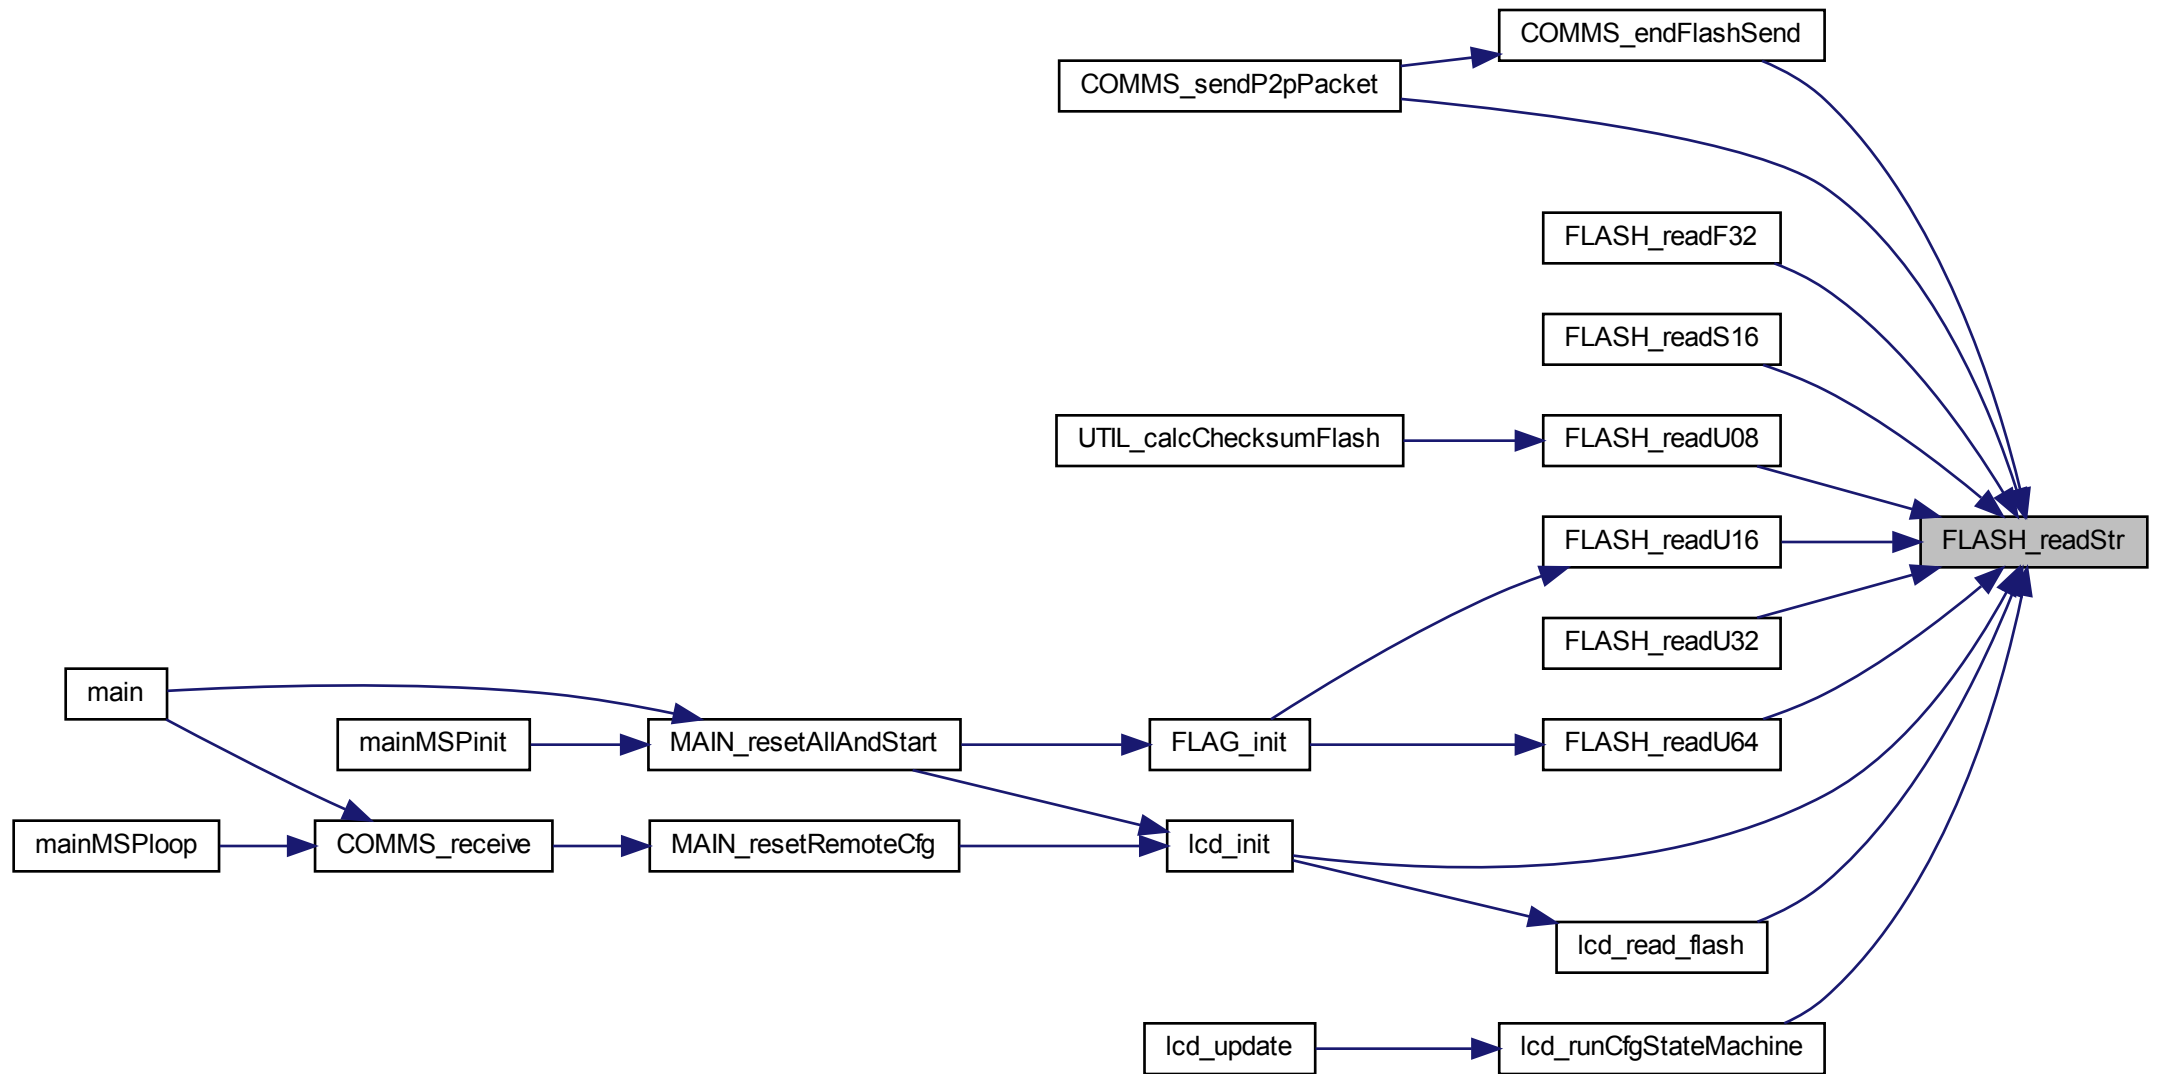 COMMS_endFlashSend
COMMS_sendP2pPacket
FLASH_readF32
FLASH_readS16
UTIL_calcChecksumFlash
FLASH_readU08
FLASH_readU16
FLASH_readStr
FLASH_readU32
main
mainMSPinit
MAIN_resetAllAndStart
FLAG_init
FLASH_readU64
mainMSPloop
COMMS_receive
MAIN_resetRemoteCfg
lcd_init
lcd_read_flash
lcd_update
lcd_runCfgStateMachine